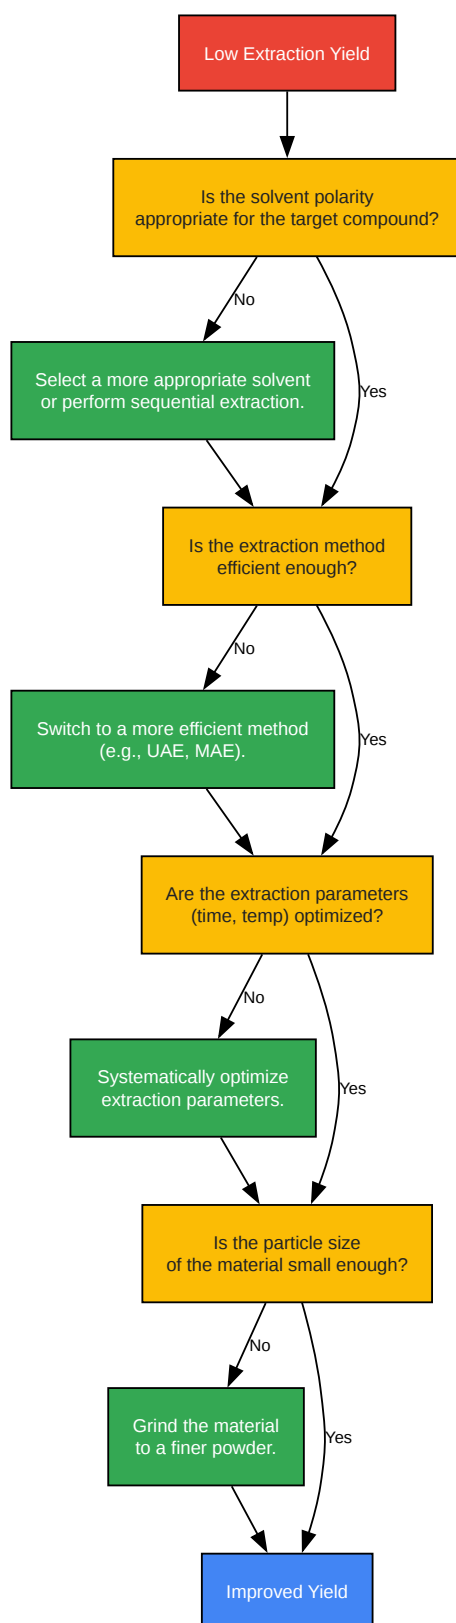 Low Extraction Yield
Is the solvent polarity
appropriate for the target compound?
No
Yes
Select a more appropriate solvent
or perform sequential extraction.
Is the extraction method
efficient enough?
No
Yes
Switch to a more efficient method
(e.g., UAE, MAE).
Are the extraction parameters
(time, temp) optimized?
No
Yes
Systematically optimize
extraction parameters.
Is the particle size
of the material small enough?
No
Yes
Grind the material
to a finer powder.
Improved Yield